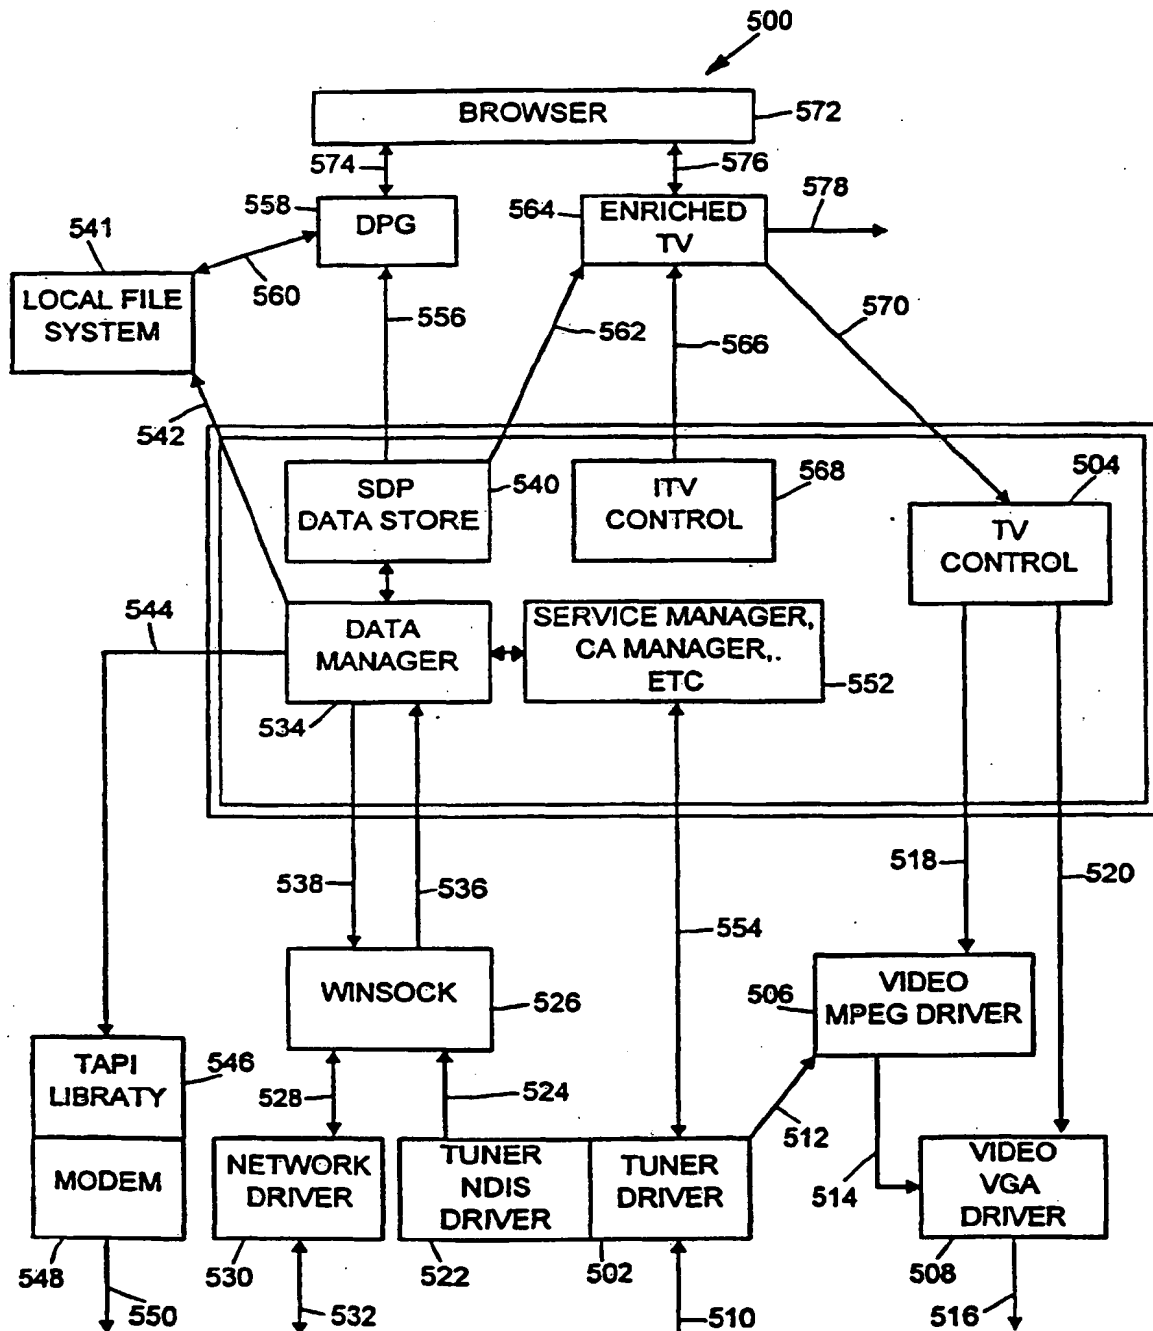 500
BROWSER
572
574
576
578
558
DPG
564
ENRICHED
TV
541
560
LOCAL FILE
SYSTEM
556
562
566
570
542
SDP
DATA STORE
540
ITV
CONTROL
568
504
TV
CONTROL
544
DATA
MANAGER
SERVICE MANAGER,
CA MANAGER,.
ETC
552
534
538
536
554
518
520
WINSOCK
526
506
VIDEO
MPEG DRIVER
TAPI
LIBRATY
546
528
524
512
514
MODEM
NETWORK
DRIVER
TUNER
NDIS
DRIVER
TUNER
DRIVER
VIDEO
VGA
DRIVER
548
550
530
532
522
502
510
508
516